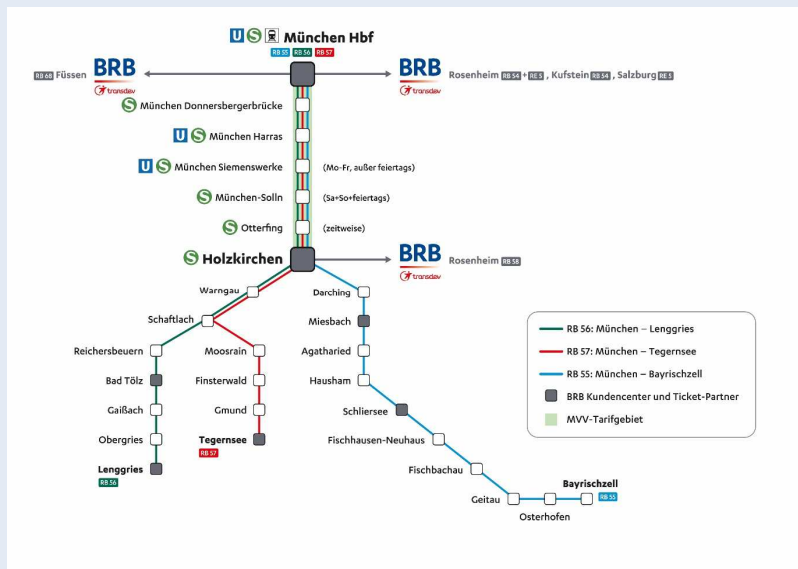 U S München Hbf
RB 55 RB 56 RB 57
RB 68 Füssen BRB transdev
BRB transdev Rosenheim RB 54 + RE 5 , Kufstein RB 54 , Salzburg RE 5
S München Donnersbergerbrücke
U S München Harras
U S München Siemenswerke (Mo-Fr, außer feiertags)
S München-Solln (Sa+So+feiertags)
S Otterfing (zeitweise)
S Holzkirchen
BRB transdev Rosenheim RB 58
Warngau
Darching
Schaftlach
Miesbach
Reichersbeuern
Moosrain
Agatharied
Bad Tölz
Finsterwald
Hausham
Gaißach
Gmund
Schliersee
Obergries
Tegernsee
RB 57
Fischhausen-Neuhaus
Lenggries
RB 56
Fischbachau
Geitau
Bayrischzell
RB 55
Osterhofen
RB 56: München – Lenggries
RB 57: München – Tegernsee
RB 55: München – Bayrischzell
BRB Kundencenter und Ticket-Partner
MVV-Tarifgebiet